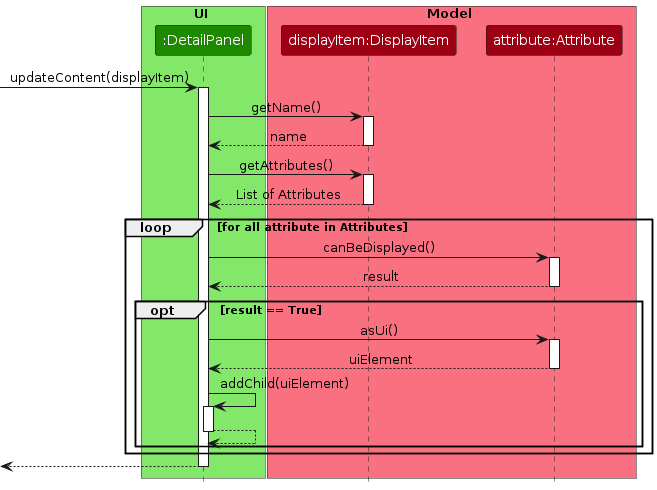 UI
Model
:DetailPanel
displayItem:DisplayItem
attribute:Attribute
updateContent(displayItem)
getName()
name
getAttributes()
List of Attributes
loop
[for all attribute in Attributes]
canBeDisplayed()
result
opt
[result == True]
asUi()
uiElement
addChild(uiElement)